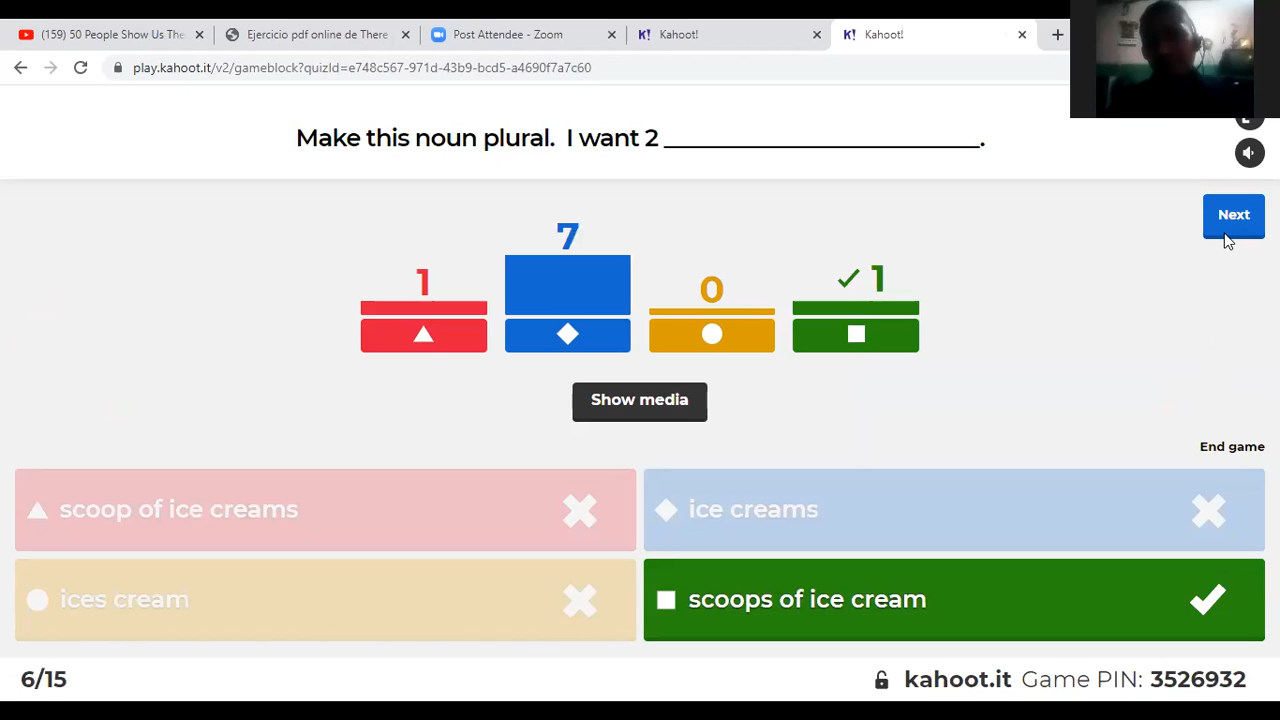 (159) 50 People Show Us The
Ejercicio pdf online de There
Post Attendee - Zoom
K! Kahoot!
K! Kahoot!
play.kahoot.it/v2/gameblock?quizId=e748c567-971d-43b9-bcd5-a4690f7a7c60
Make this noun plural. I want 2 ______________________.
Next
1
7
0
1
Show media
End game
scoop of ice creams
ice creams
ices cream
scoops of ice cream
6/15
kahoot.it Game PIN: 3526932